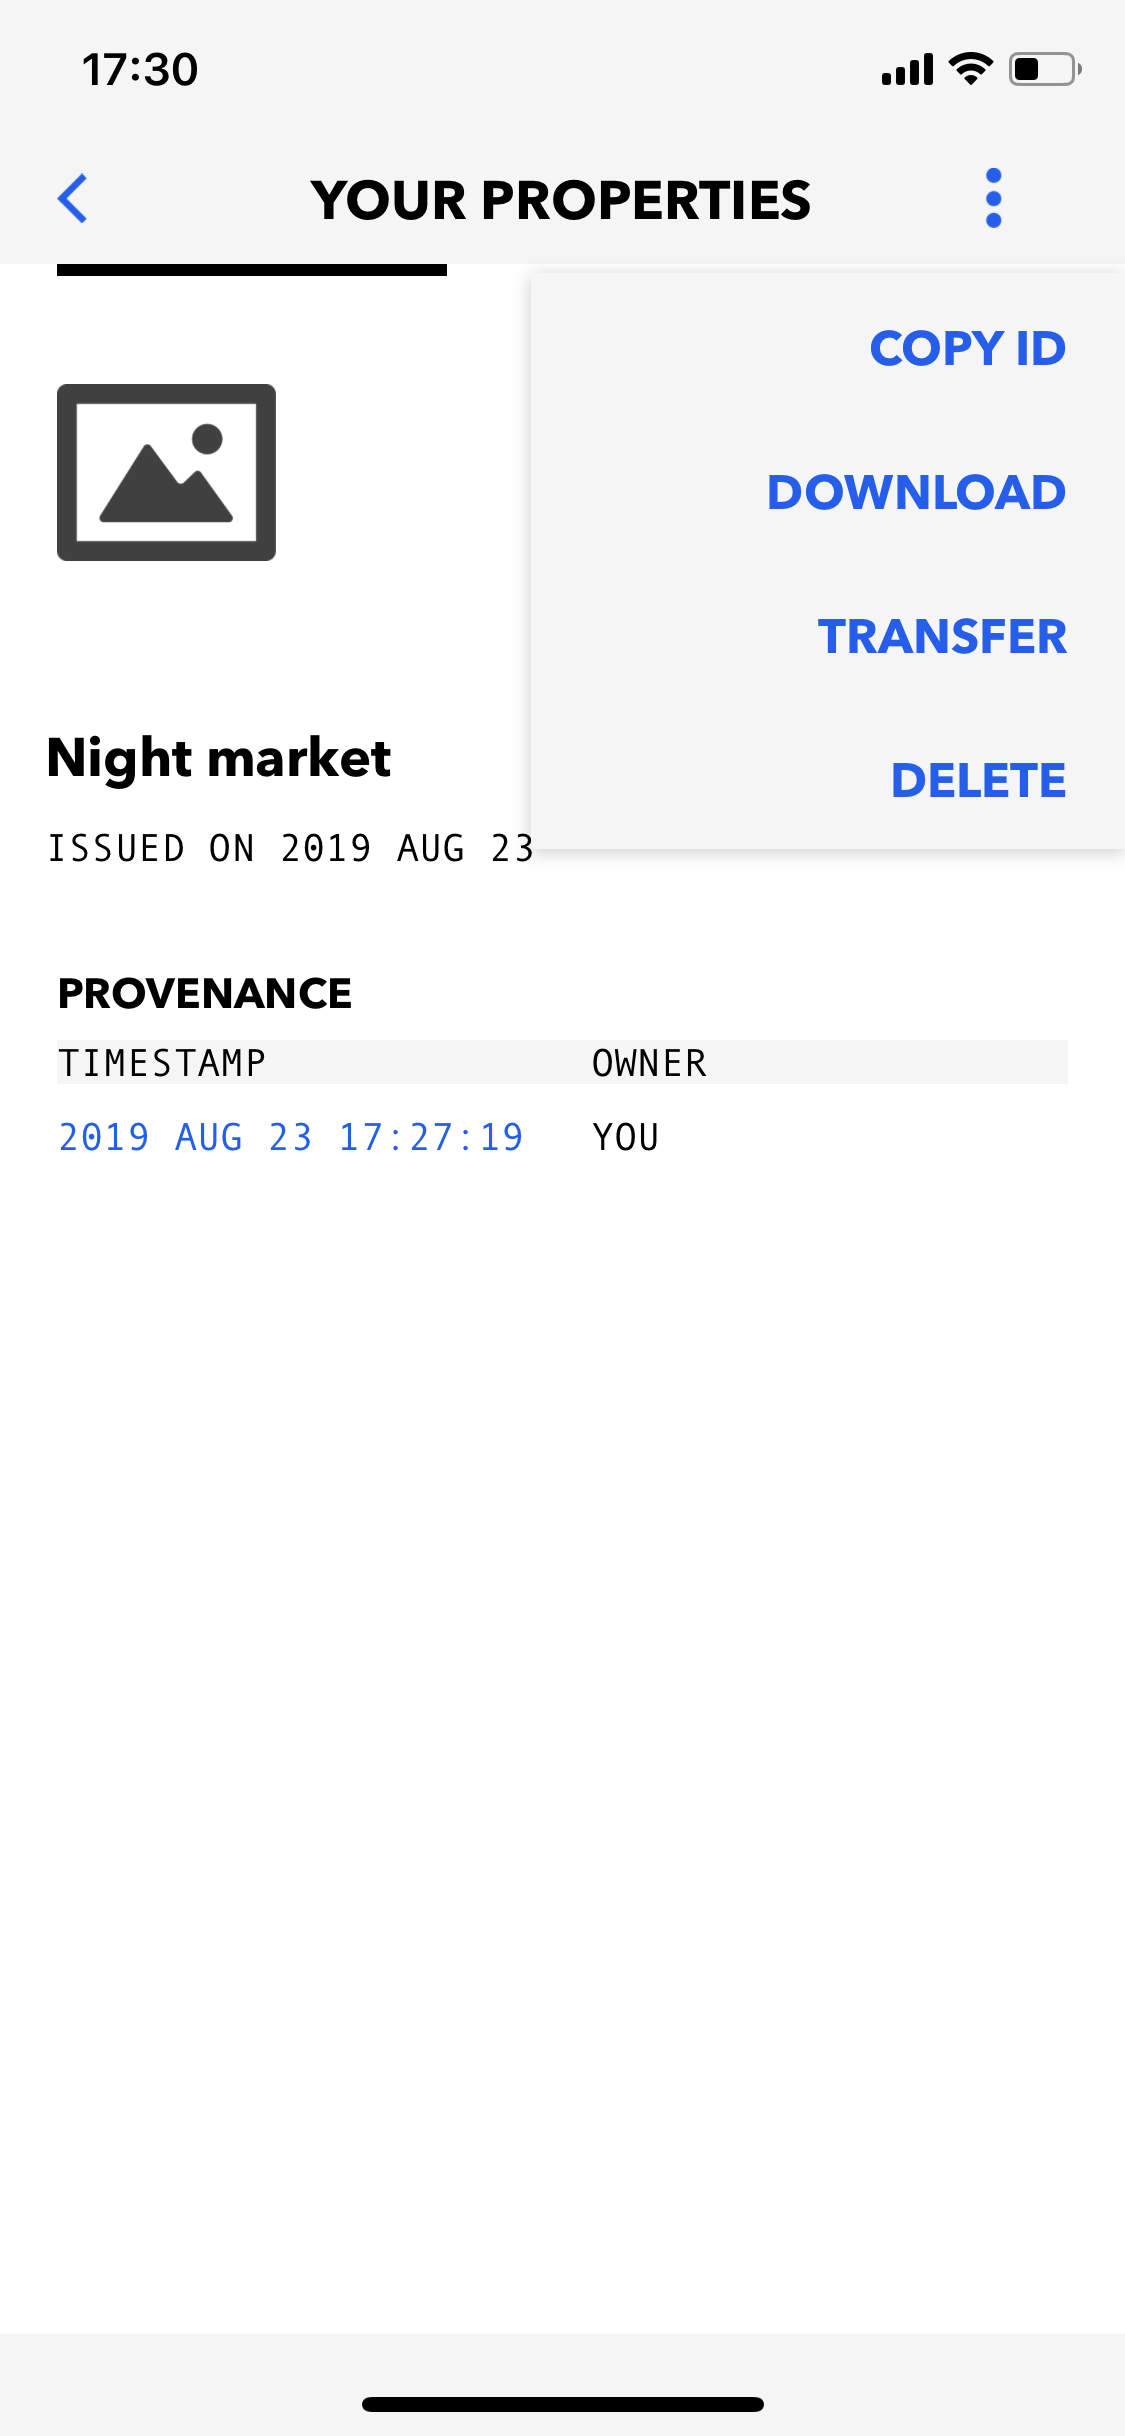 17:30
YOUR PROPERTIES
COPY ID
DOWNLOAD
TRANSFER
DELETE
Night market
ISSUED ON 2019 AUG 23
PROVENANCE
TIMESTAMP OWNER
2019 AUG 23 17:27:19 YOU